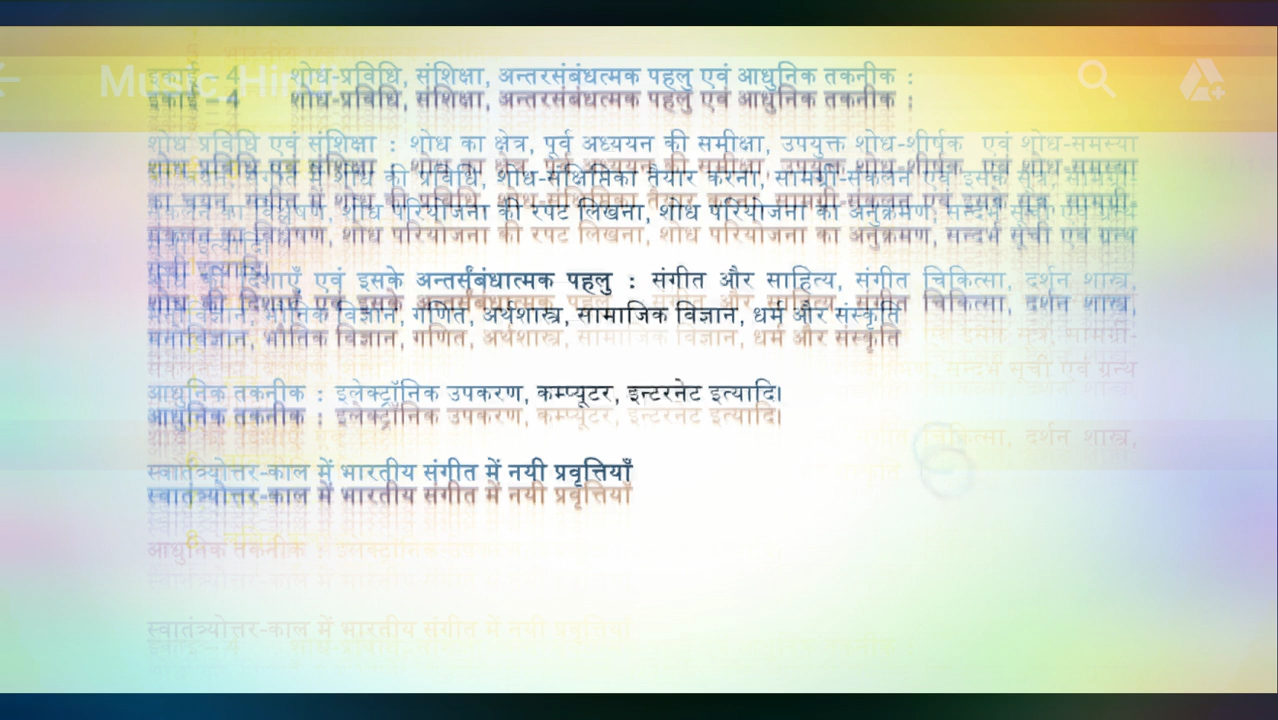 Music Hindi
इकाई – 4 शोध-प्रविधि, संशिक्षा, अन्तरसंबंधत्मक पहलु एवं आधुनिक तकनीक :
शोध प्रविधि एवं संशिक्षा : शोध का क्षेत्र, पूर्व अध्ययन की समीक्षा, उपयुक्त शोध-शीर्षक एवं शोध-समस्या
का चयन, संगीत में शोध की प्रविधि, शोध-संक्षिप्तिका तैयार करना, सामग्री-संकलन एवं इसके सूत्र, सामग्री-
संकलन का विश्लेषण, शोध परियोजना की रपट लिखना, शोध परियोजना का अनुक्रमण, सन्दर्भ सूची एवं ग्रन्थ
सूची इत्यादि।
शोध की दिशाएँ एवं इसके अन्तर्संबंधात्मक पहलु : संगीत और साहित्य, संगीत चिकित्सा, दर्शन शास्त्र,
मनोविज्ञान, भौतिक विज्ञान, गणित, अर्थशास्त्र, सामाजिक विज्ञान, धर्म और संस्कृति
आधुनिक तकनीक : इलेक्ट्रॉनिक उपकरण, कम्प्यूटर, इन्टरनेट इत्यादि।
स्वातंत्र्योत्तर-काल में भारतीय संगीत में नयी प्रवृत्तियाँ